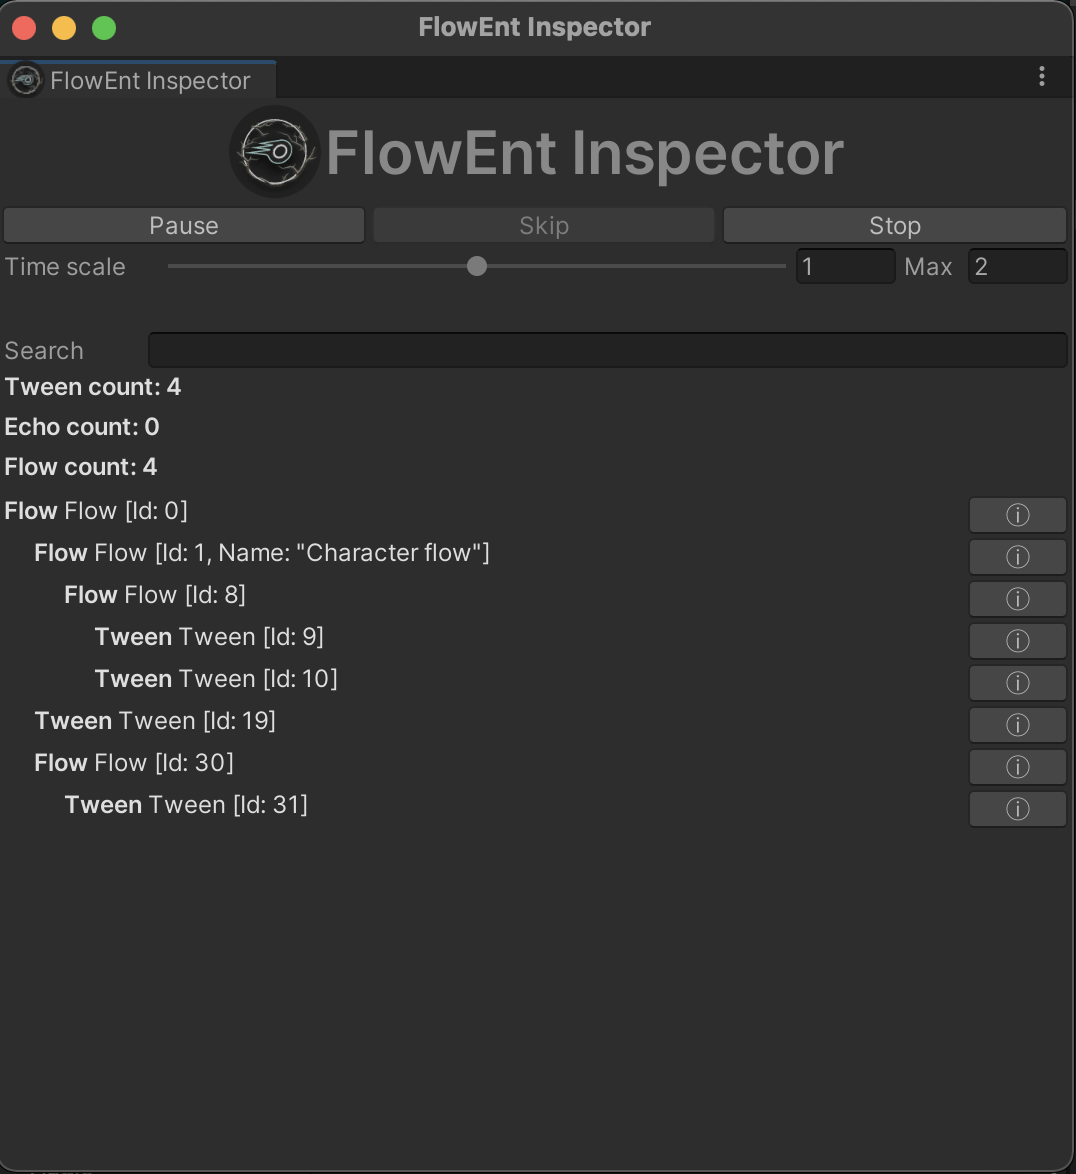 FlowEnt Inspector
FlowEnt Inspector
FlowEnt Inspector
Pause Skip Stop
Time scale 1 Max 2
Search
Tween count: 4
Echo count: 0
Flow count: 4
Flow Flow [Id: 0]
Flow Flow [Id: 1, Name: "Character flow"]
Flow Flow [Id: 8]
Tween Tween [Id: 9]
Tween Tween [Id: 10]
Tween Tween [Id: 19]
Flow Flow [Id: 30]
Tween Tween [Id: 31]